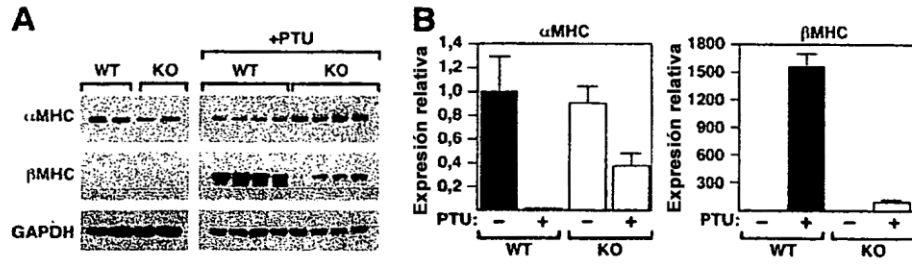 A
+PTU
WT KO WT KO
αMHC
βMHC
GAPDH
B
αMHC
Expresión relativa
1,4
1,2
1,0
0,8
0,6
0,4
0,2
PTU: − + − +
WT KO
βMHC
Expresión relativa
1800
1500
1200
900
600
300
PTU: − + − +
WT KO